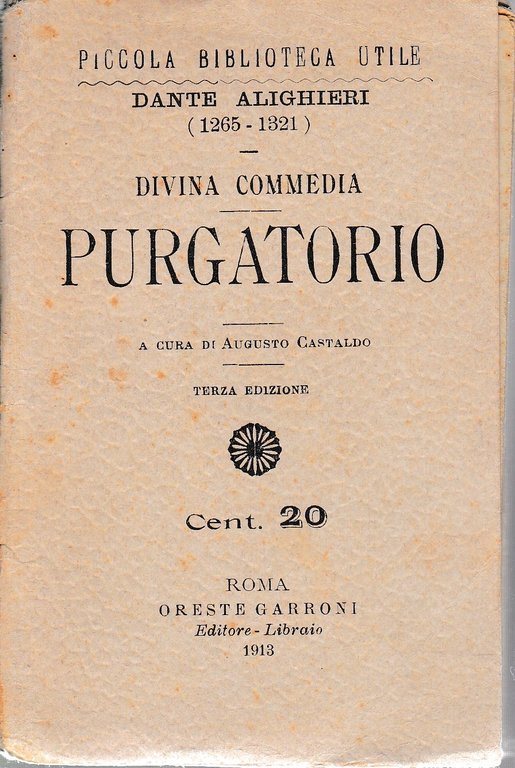 PICCOLA BIBLIOTECA UTILE
DANTE ALIGHIERI
(1265-1321)
DIVINA COMMEDIA
PURGATORIO
A CURA DI AUGUSTO CASTALDO
TERZA EDIZIONE
Cent. 20
ROMA
ORESTE GARRONI
Editore-Libraio
1913